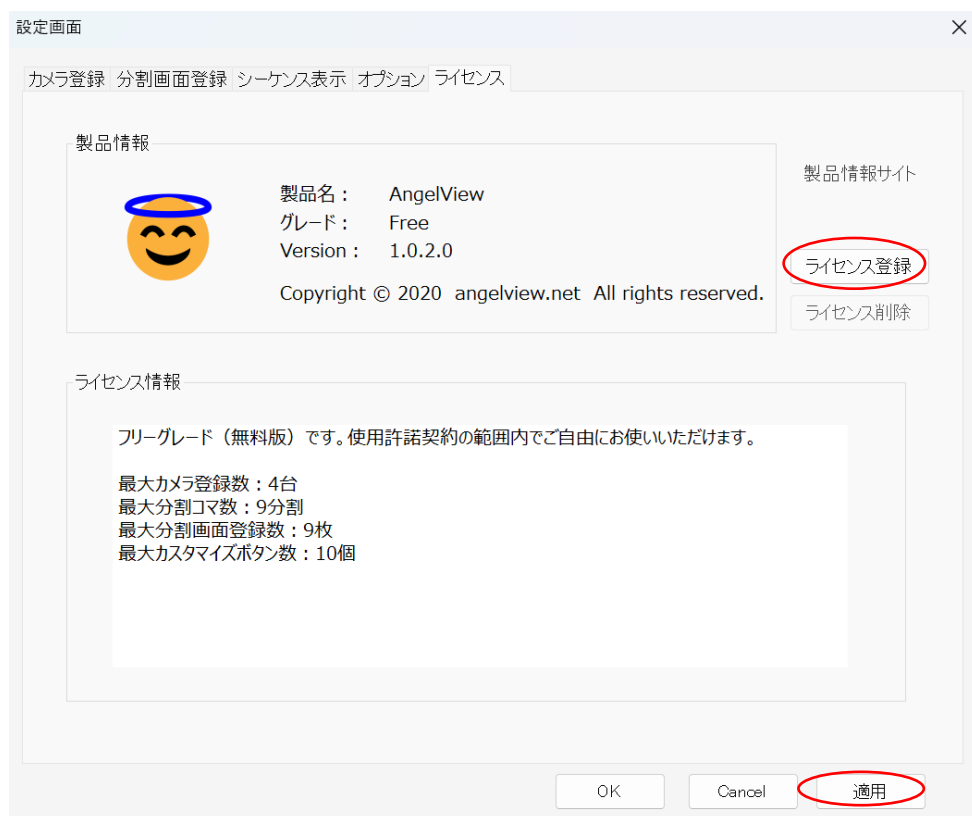 設定画面
カメラ登録 分割画面登録 シーケンス表示 オプション ライセンス
製品情報
製品名： AngelView
グレード： Free
Version： 1.0.2.0
Copyright © 2020 angelview.net All rights reserved.
製品情報サイト
ライセンス登録
ライセンス削除
ライセンス情報
フリーグレード（無料版）です。使用許諾契約の範囲内でご自由にお使いいただけます。
最大カメラ登録数：4台
最大分割コマ数：9分割
最大分割画面登録数：9枚
最大カスタマイズボタン数：10個
OK Cancel 適用